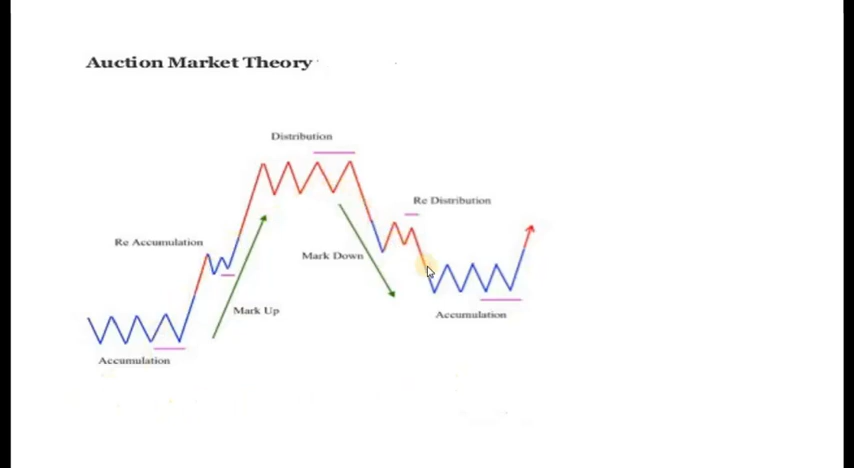 Auction Market Theory
Distribution
Re Distribution
Re Accumulation
Mark Down
Mark Up
Accumulation
Accumulation